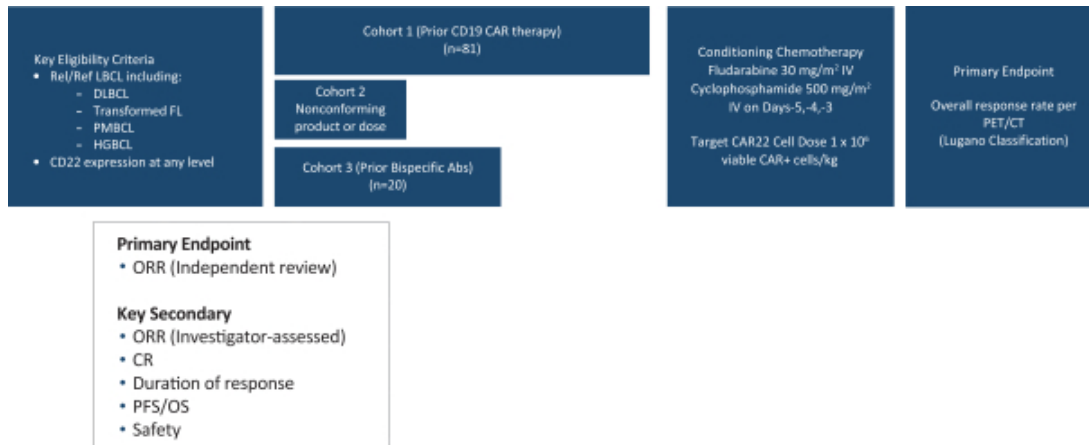 Key Eligibility Criteria
• Rel/Ref LBCL including:
– DLBCL
– Transformed FL
– PMBCL
– HGBCL
• CD22 expression at any level
Cohort 1 (Prior CD19 CAR therapy)
(n=81)
Cohort 2
Nonconforming
product or dose
Cohort 3 (Prior Bispecific Abs)
(n=20)
Conditioning Chemotherapy
Fludarabine 30 mg/m² IV
Cyclophosphamide 500 mg/m²
IV on Days-5,-4,-3
Target CAR22 Cell Dose 1 x 10⁶
viable CAR+ cells/kg
Primary Endpoint
Overall response rate per
PET/CT
(Lugano Classification)
Primary Endpoint
• ORR (Independent review)
Key Secondary
• ORR (Investigator-assessed)
• CR
• Duration of response
• PFS/OS
• Safety